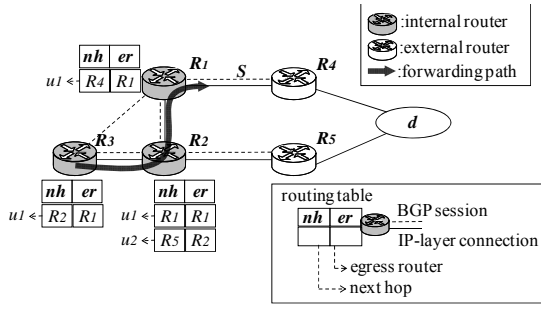 :internal router
:external router
:forwarding path
nh er
u1 R4 R1
R1
S
R4
d
R3
R2
R5
nh er
u1 R2 R1
nh er
u1 R1 R1
u2 R5 R2
routing table
nh er
BGP session
IP-layer connection
egress router
next hop